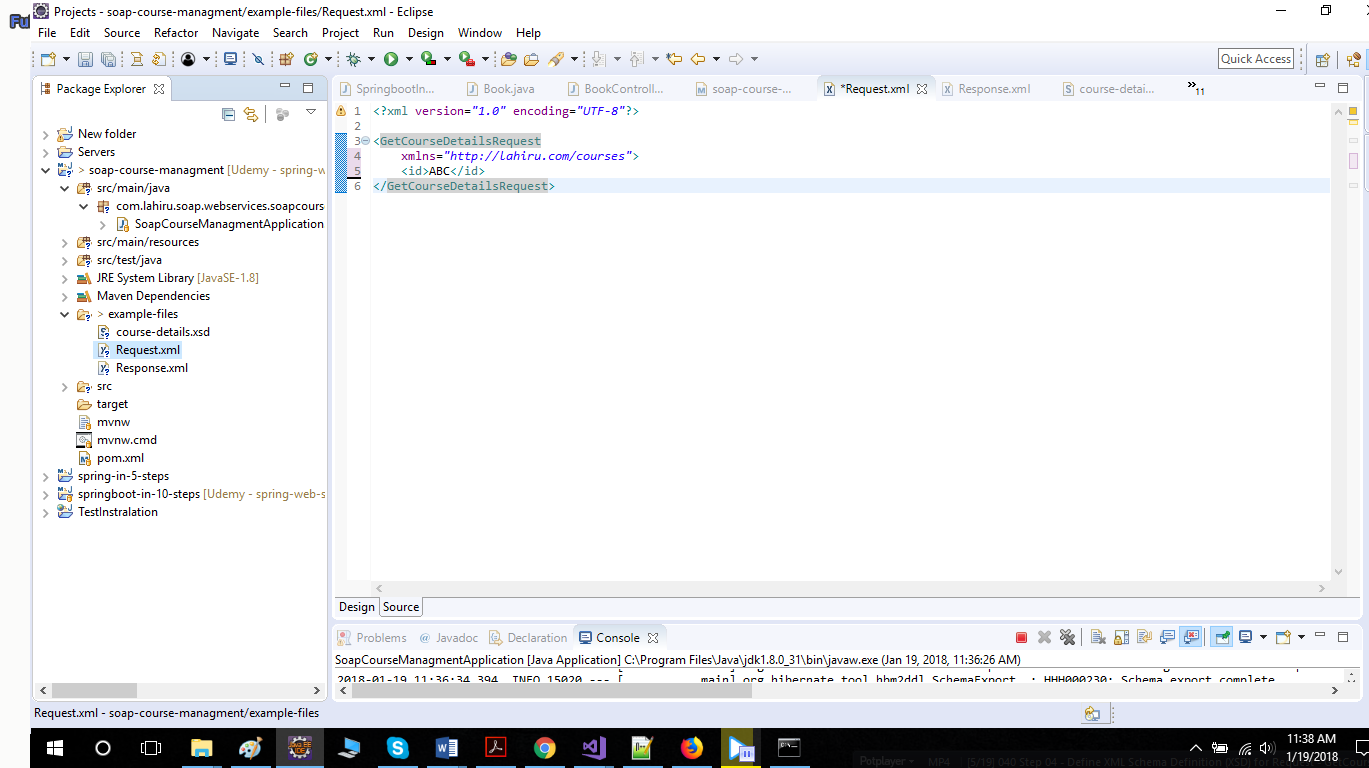 Fu
Projects - soap-course-managment/example-files/Request.xml - Eclipse
File Edit Source Refactor Navigate Search Project Run Design Window Help
Quick Access
Package Explorer
SpringbootIn... Book.java BookControll... soap-course-... *Request.xml Response.xml course-detai... »11
New folder
Servers
> soap-course-managment [Udemy - spring-w
src/main/java
com.lahiru.soap.webservices.soapcours
SoapCourseManagmentApplication
src/main/resources
src/test/java
JRE System Library [JavaSE-1.8]
Maven Dependencies
> example-files
course-details.xsd
Request.xml
Response.xml
src
target
mvnw
mvnw.cmd
pom.xml
spring-in-5-steps
springboot-in-10-steps [Udemy - spring-web-s
TestInstralation
1 <?xml version="1.0" encoding="UTF-8"?>
2
3 <GetCourseDetailsRequest
4 xmlns="http://lahiru.com/courses">
5 <id>ABC</id>
6 </GetCourseDetailsRequest>
Design Source
Problems @ Javadoc Declaration Console
SoapCourseManagmentApplication [Java Application] C:\Program Files\Java\jdk1.8.0_31\bin\javaw.exe (Jan 19, 2018, 11:36:26 AM)
2018-01-19 11:36:34.394 INFO 15020 --- [ main] org.hibernate.tool.hbm2ddl.SchemaExport : HHH000230: Schema export complete
Request.xml - soap-course-managment/example-files
11:38 AM
1/19/2018
Potplayer MP4 [5/19] 040 Step 04 - Define XML Schema Definition (XSD) for Re